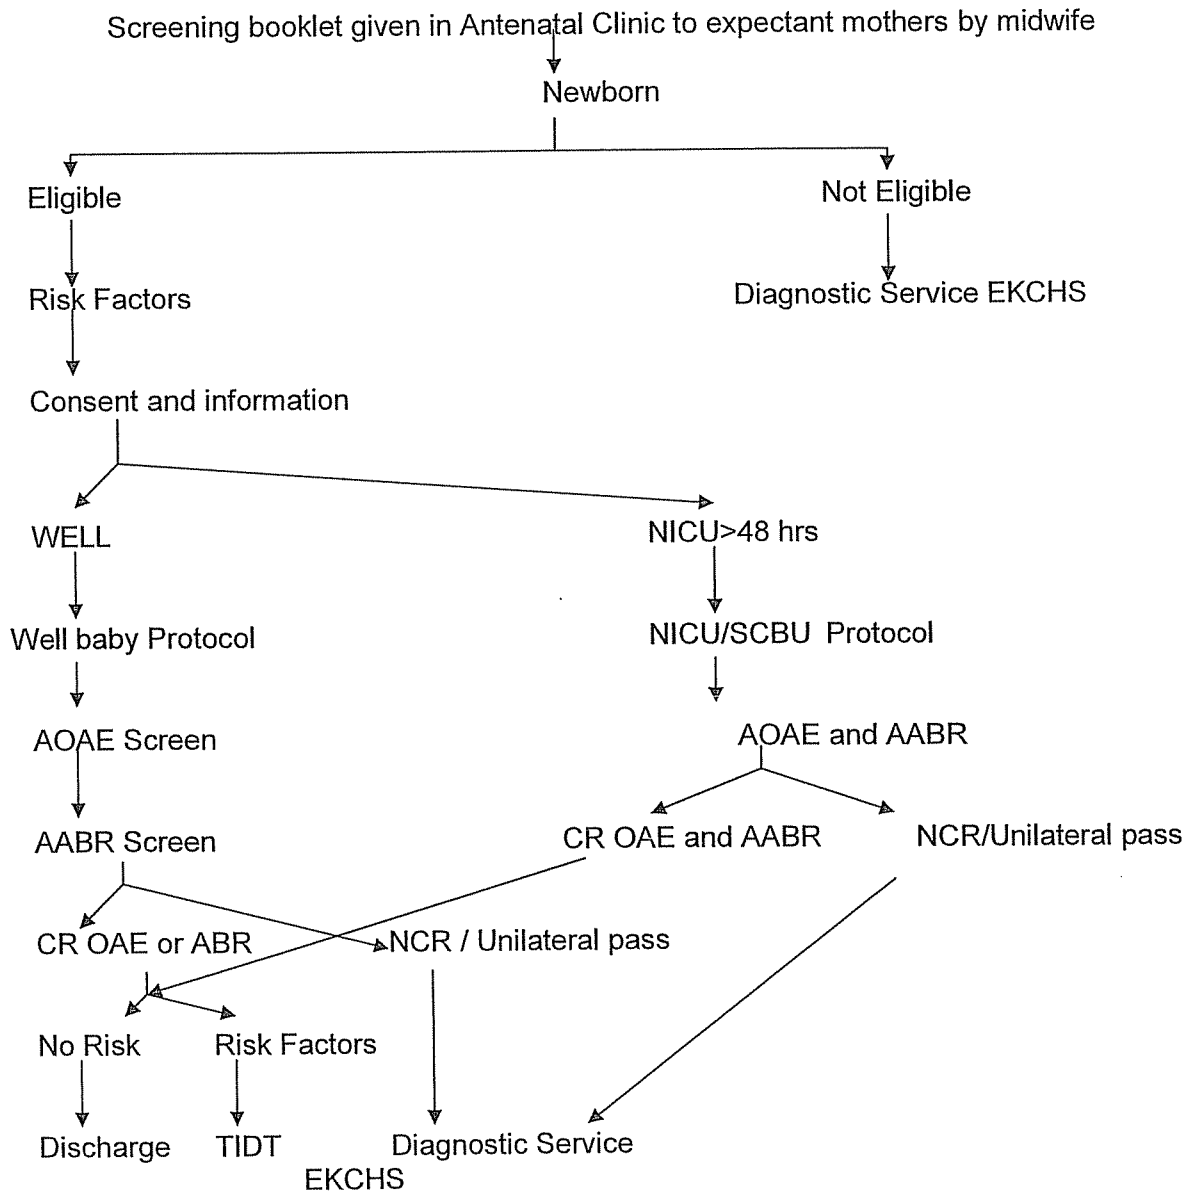 Screening booklet given in Antenatal Clinic to expectant mothers by midwife
Newborn
Eligible
Not Eligible
Risk Factors
Diagnostic Service EKCHS
Consent and information
WELL
NICU>48 hrs
Well baby Protocol
NICU/SCBU Protocol
AOAE Screen
AOAE and AABR
AABR Screen
CR OAE and AABR
NCR/Unilateral pass
CR OAE or ABR
NCR / Unilateral pass
No Risk
Risk Factors
Discharge
TIDT
Diagnostic Service
EKCHS